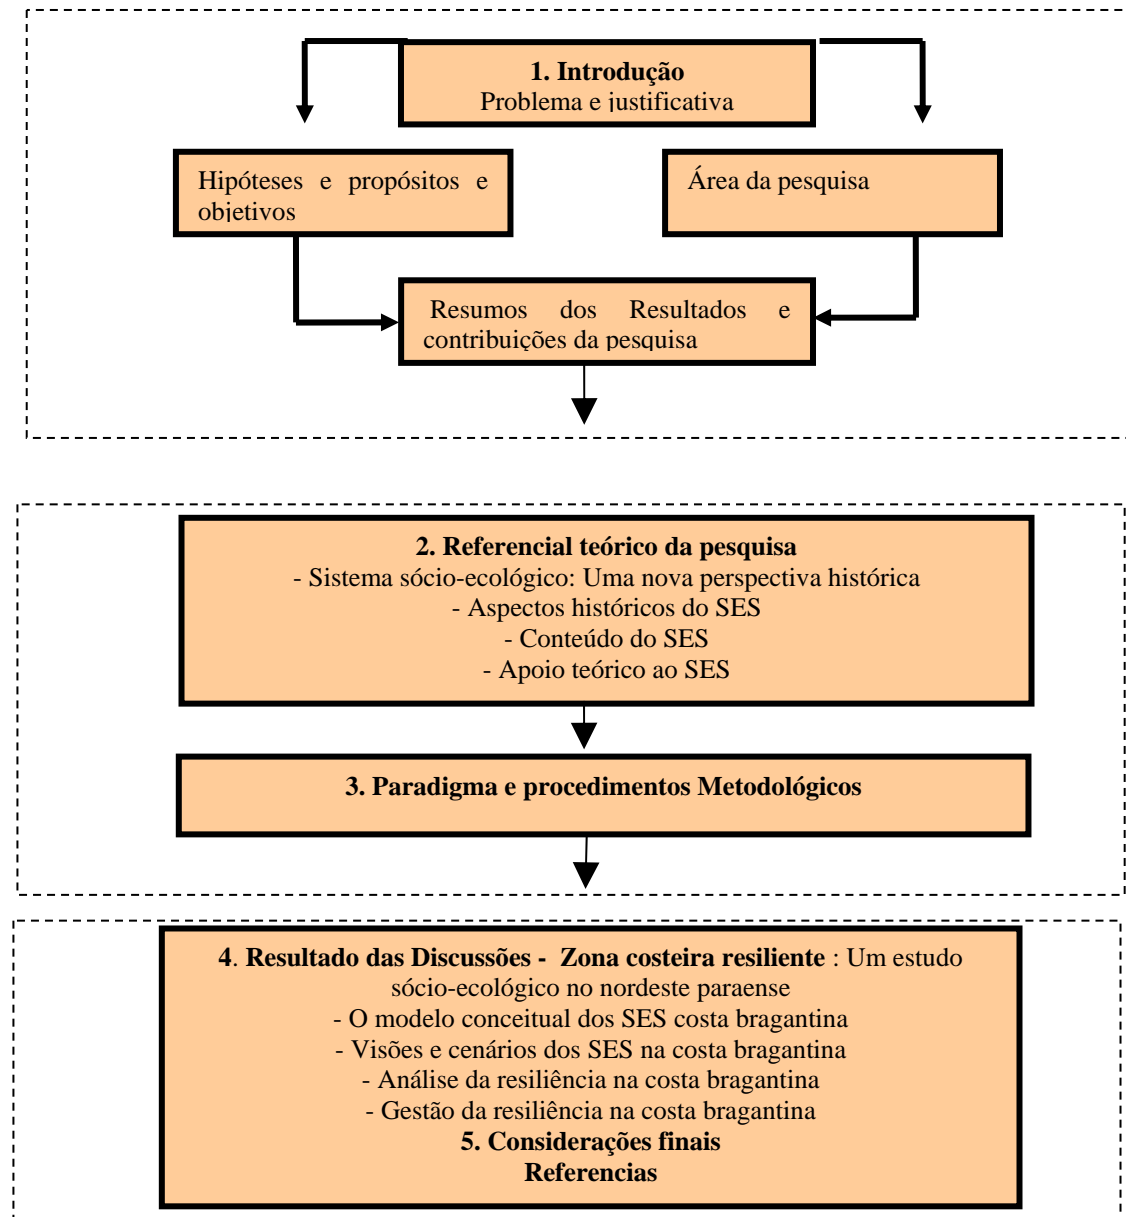 1. Introdução
Problema e justificativa
Hipóteses e propósitos e
objetivos
Área da pesquisa
Resumos dos Resultados e
contribuições da pesquisa
2. Referencial teórico da pesquisa
- Sistema sócio-ecológico: Uma nova perspectiva histórica
- Aspectos históricos do SES
- Conteúdo do SES
- Apoio teórico ao SES
3. Paradigma e procedimentos Metodológicos
4. Resultado das Discussões - Zona costeira resiliente : Um estudo
sócio-ecológico no nordeste paraense
- O modelo conceitual dos SES costa bragantina
- Visões e cenários dos SES na costa bragantina
- Análise da resiliência na costa bragantina
- Gestão da resiliência na costa bragantina
5. Considerações finais
Referencias